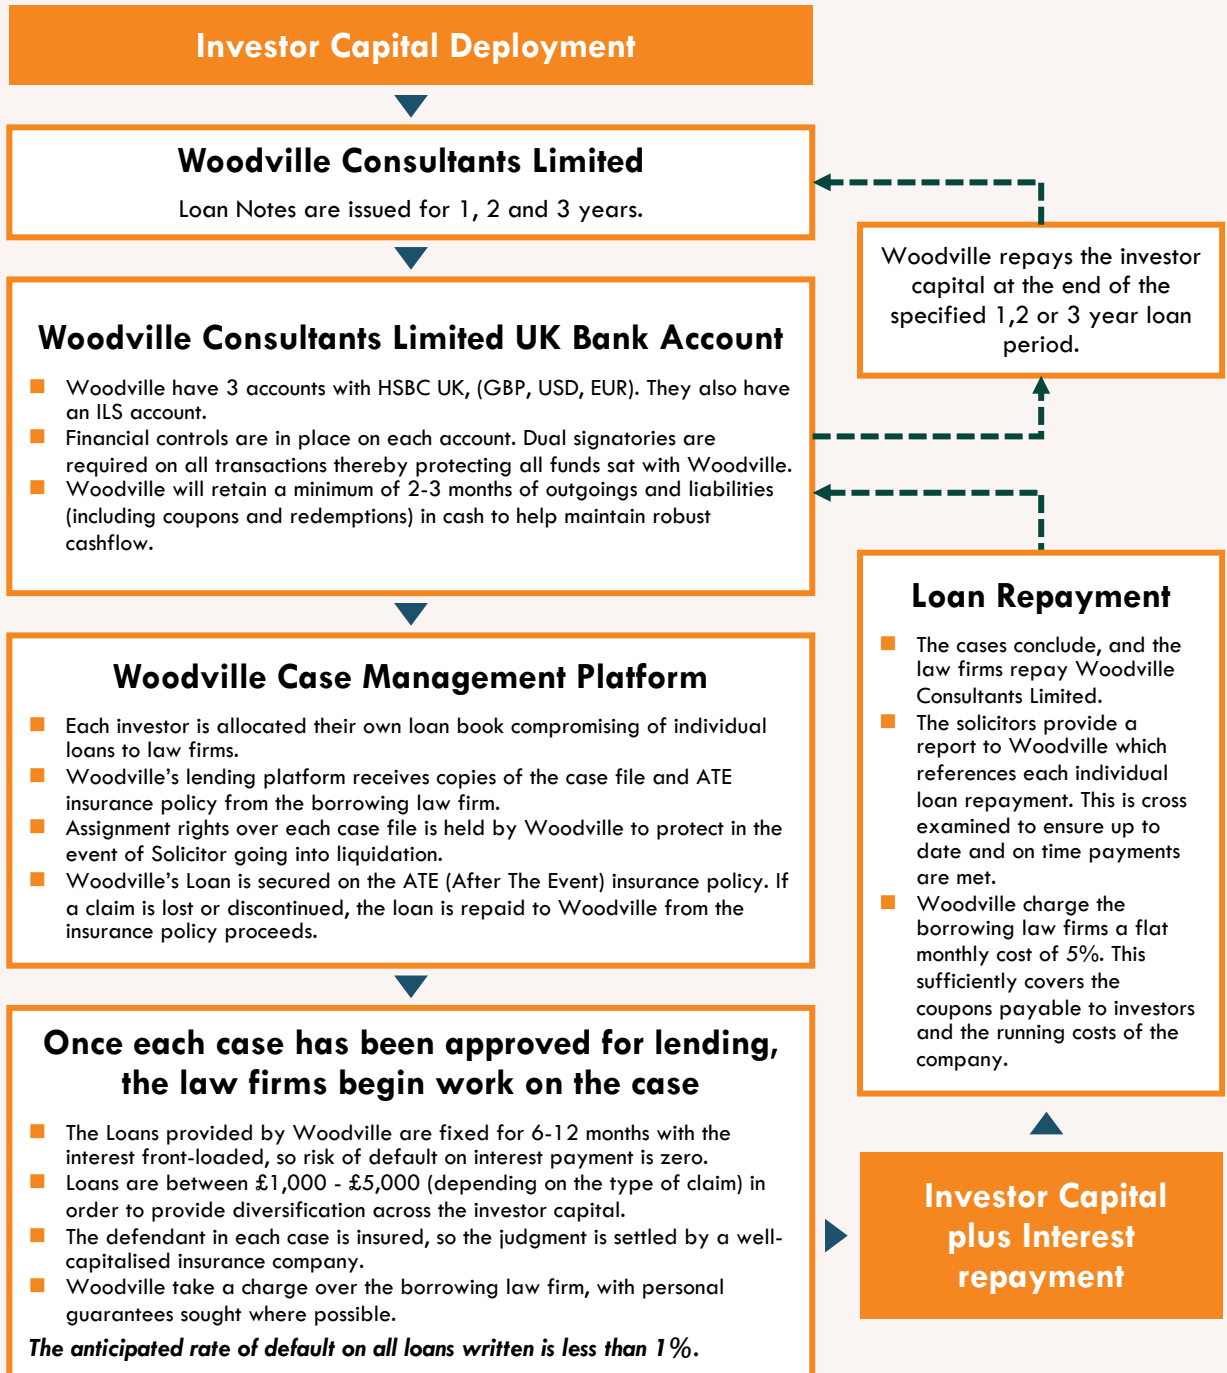 Investor Capital Deployment
Woodville Consultants Limited
Loan Notes are issued for 1, 2 and 3 years.
Woodville repays the investor
capital at the end of the
specified 1,2 or 3 year loan
period.
Woodville Consultants Limited UK Bank Account
Woodville have 3 accounts with HSBC UK, (GBP, USD, EUR). They also have
an ILS account.
Financial controls are in place on each account. Dual signatories are
required on all transactions thereby protecting all funds sat with Woodville.
Woodville will retain a minimum of 2-3 months of outgoings and liabilities
(including coupons and redemptions) in cash to help maintain robust
cashflow.
Woodville Case Management Platform
Each investor is allocated their own loan book compromising of individual
loans to law firms.
Woodville's lending platform receives copies of the case file and ATE
insurance policy from the borrowing law firm.
Assignment rights over each case file is held by Woodville to protect in the
event of Solicitor going into liquidation.
Woodville's Loan is secured on the ATE (After The Event) insurance policy. If
a claim is lost or discontinued, the loan is repaid to Woodville from the
insurance policy proceeds.
Once each case has been approved for lending,
the law firms begin work on the case
The Loans provided by Woodville are fixed for 6-12 months with the
interest front-loaded, so risk of default on interest payment is zero.
Loans are between £1,000 - £5,000 (depending on the type of claim) in
order to provide diversification across the investor capital.
The defendant in each case is insured, so the judgment is settled by a well-
capitalised insurance company.
Woodville take a charge over the borrowing law firm, with personal
guarantees sought where possible.
The anticipated rate of default on all loans written is less than 1%.
Loan Repayment
The cases conclude, and the
law firms repay Woodville
Consultants Limited.
The solicitors provide a
report to Woodville which
references each individual
loan repayment. This is cross
examined to ensure up to
date and on time payments
are met.
Woodville charge the
borrowing law firms a flat
monthly cost of 5%. This
sufficiently covers the
coupons payable to investors
and the running costs of the
company.
Investor Capital
plus Interest
repayment